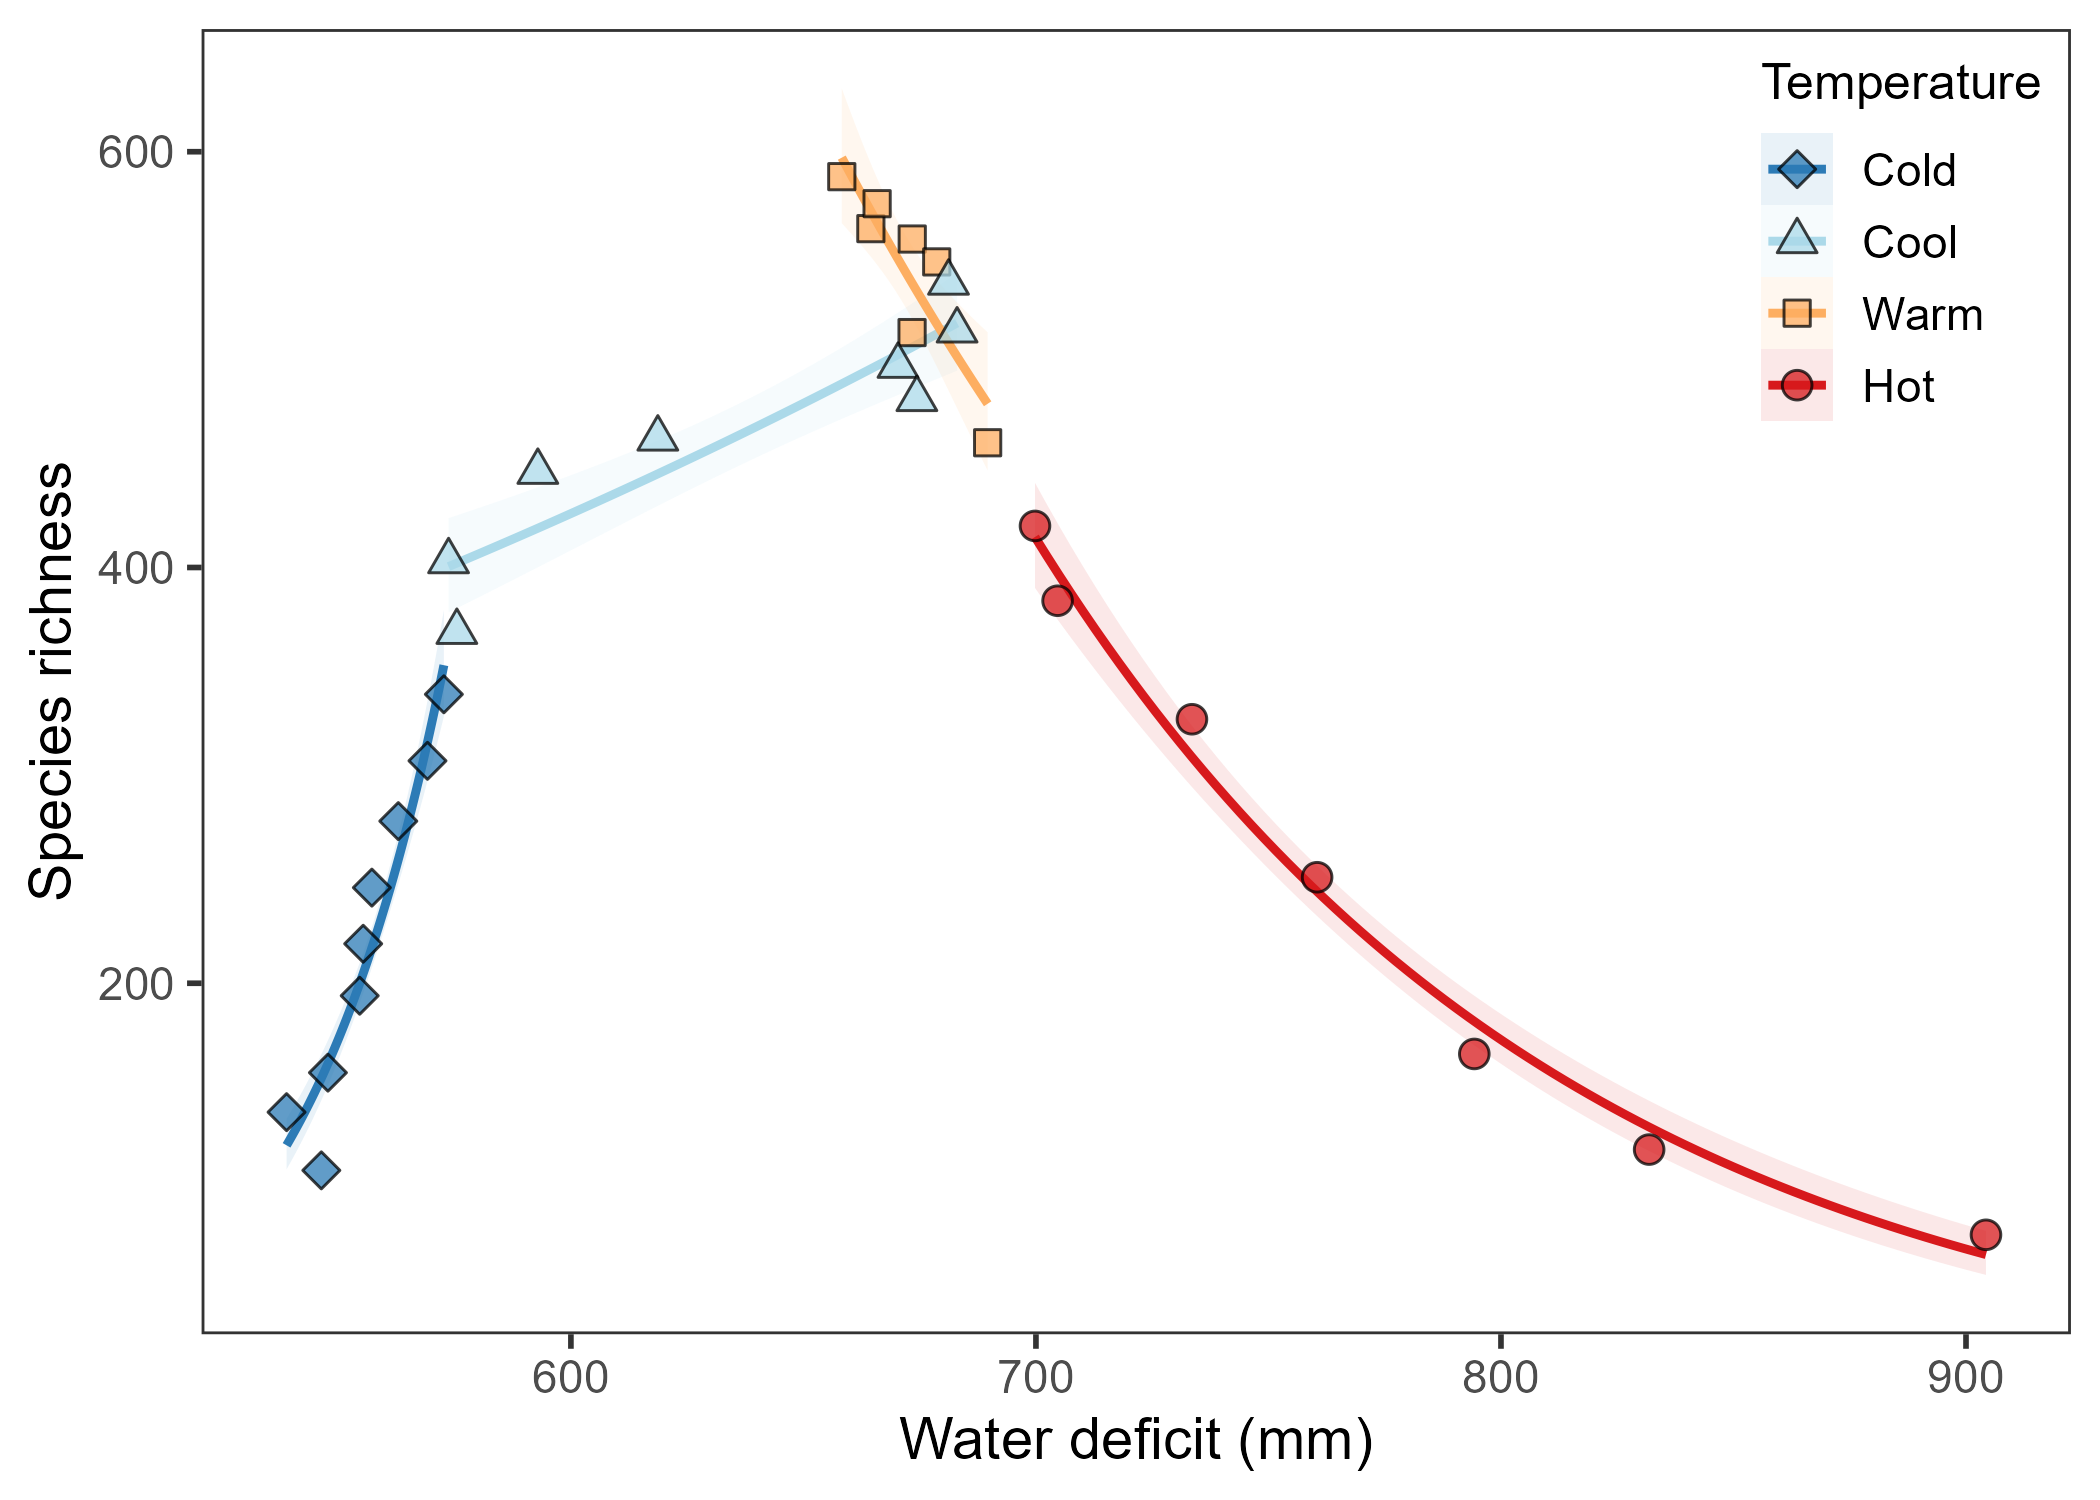 Temperature
Cold
Cool
Warm
Hot
600
400
200
Species richness
600 700 800 900
Water deficit (mm)